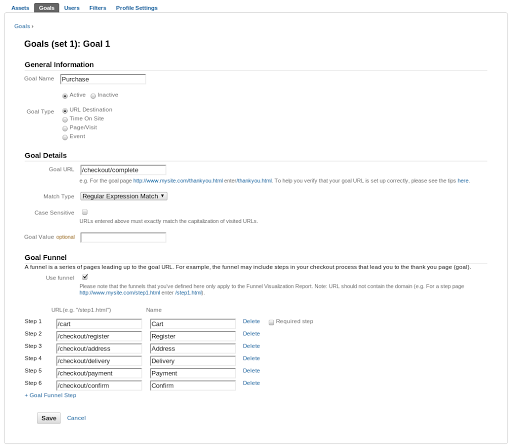 Assets Goals Users Filters Profile Settings
Goals ›
Goals (set 1): Goal 1
General Information
Goal Name Purchase
Active Inactive
Goal Type URL Destination
Time On Site
Page/Visit
Event
Goal Details
Goal URL /checkout/complete
e.g. For the goal page http://www.mysite.com/thankyou.html enter/thankyou.html. To help you verify that your goal URL is set up correctly, please see the tips here.
Match Type Regular Expression Match
Case Sensitive
URLs entered above must exactly match the capitalization of visited URLs.
Goal Value optional
Goal Funnel
A funnel is a series of pages leading up to the goal URL. For example, the funnel may include steps in your checkout process that lead you to the thank you page (goal).
Use funnel
Please note that the funnels that you've defined here only apply to the Funnel Visualization Report. Note: URL should not contain the domain (e.g. For a step page
http://www.mysite.com/step1.html enter /step1.html).
URL(e.g. "/step1.html") Name
Step 1 /cart Cart Delete Required step
Step 2 /checkout/register Register Delete
Step 3 /checkout/address Address Delete
Step 4 /checkout/delivery Delivery Delete
Step 5 /checkout/payment Payment Delete
Step 6 /checkout/confirm Confirm Delete
+ Goal Funnel Step
Save Cancel